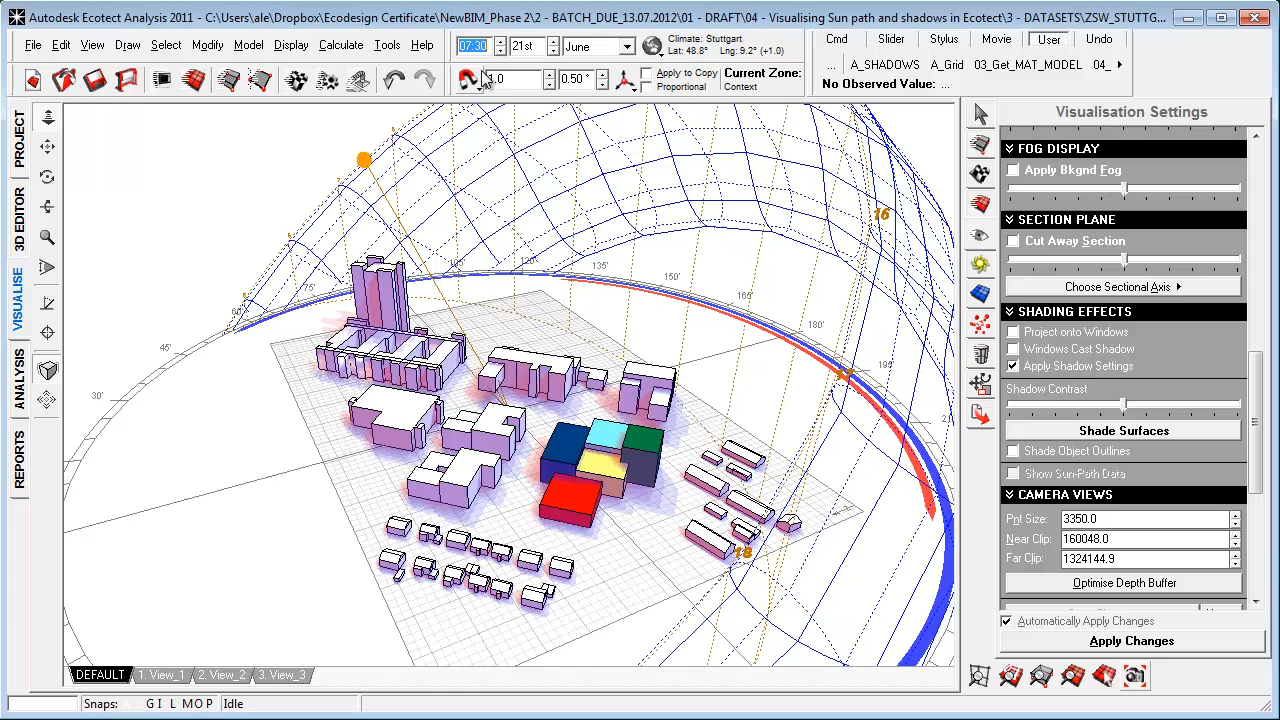 Autodesk Ecotect Analysis 2011 - C:\Users\ale\Dropbox\Ecodesign Certificate\NewBIM_Phase 2\2 - BATCH_DUE_13.07.2012\01 - DRAFT\04 - Visualising Sun path and shadows in Ecotect\3 - DATASETS\ZSW_STUTTG...
File Edit View Draw Select Modify Model Display Calculate Tools Help
07:30 21st June
Climate: Stuttgart
Lat: 48.8° Lng: 9.2° (+1.0)
Cmd Slider Stylus Movie User Undo
... A_SHADOWS A_Grid 03_Get_MAT_MODEL 04_
No Observed Value: ...
1.0 0.50 °
Apply to Copy
Proportional
Current Zone:
Context
PROJECT
3D EDITOR
VISUALISE
ANALYSIS
REPORTS
30'
45'
60'
75'
120'
135'
150'
165'
180'
195'
16
17
18
Visualisation Settings
FOG DISPLAY
Apply Bkgnd Fog
SECTION PLANE
Cut Away Section
Choose Sectional Axis
SHADING EFFECTS
Project onto Windows
Windows Cast Shadow
Apply Shadow Settings
Shadow Contrast
Shade Surfaces
Shade Object Outlines
Show Sun-Path Data
CAMERA VIEWS
Pnt Size: 3350.0
Near Clip: 160048.0
Far Clip: 1324144.9
Optimise Depth Buffer
Automatically Apply Changes
Apply Changes
DEFAULT 1. View_1 2. View_2 3. View_3
Snaps: G I L M O P Idle